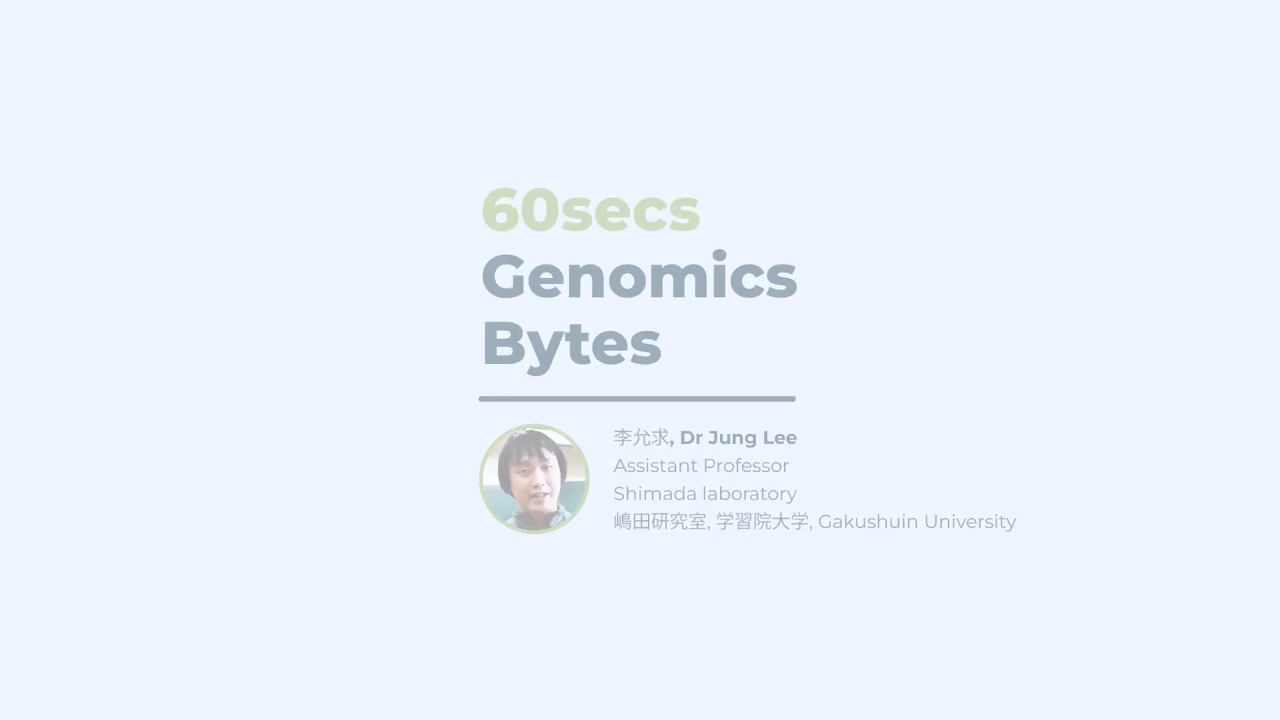 60secs
Genomics
Bytes
李允求, Dr Jung Lee
Assistant Professor
Shimada laboratory
嶋田研究室, 学習院大学, Gakushuin University